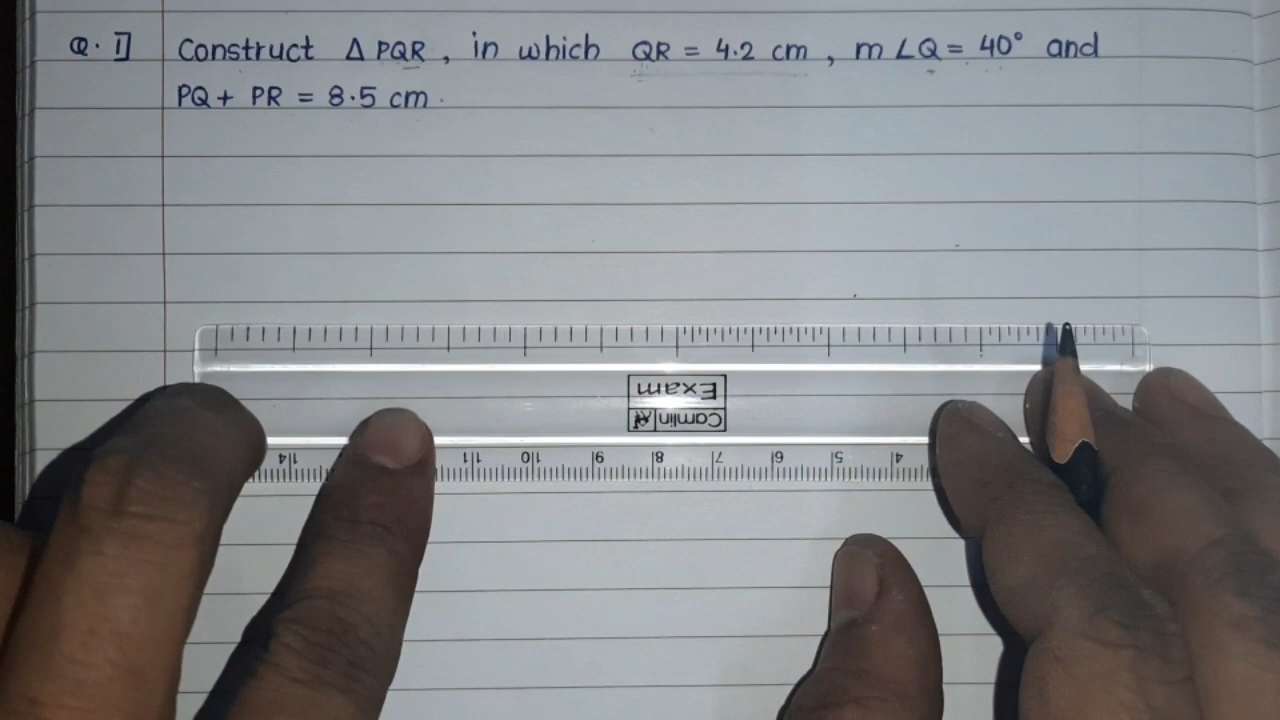 Q. 1] Construct Δ PQR, in which QR = 4.2 cm, m∠Q = 40° and
PQ + PR = 8.5 cm.
Exam
Camlin
14 11 10 9 8 7 6 5 4